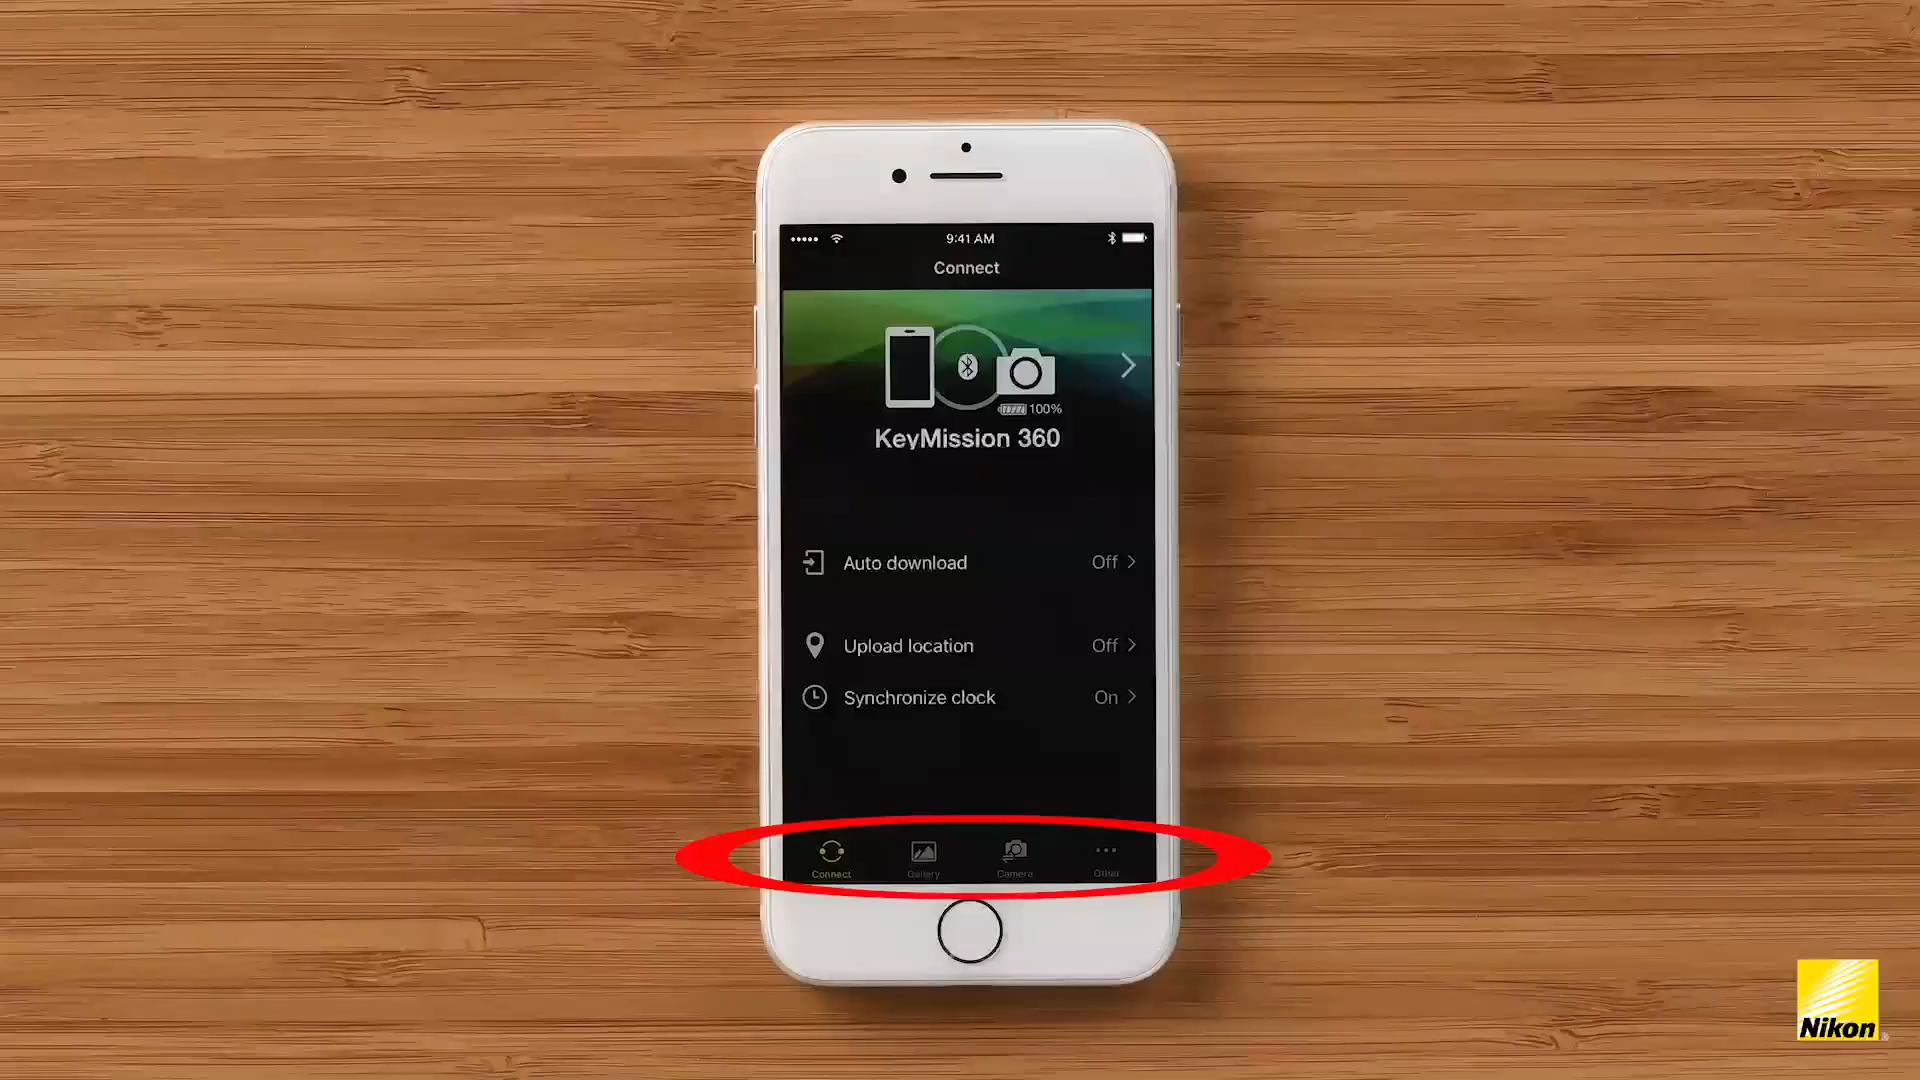 9:41 AM
Connect
100%
KeyMission 360
Auto download Off
Upload location Off
Synchronize clock On
Connect Gallery Camera Other
Nikon